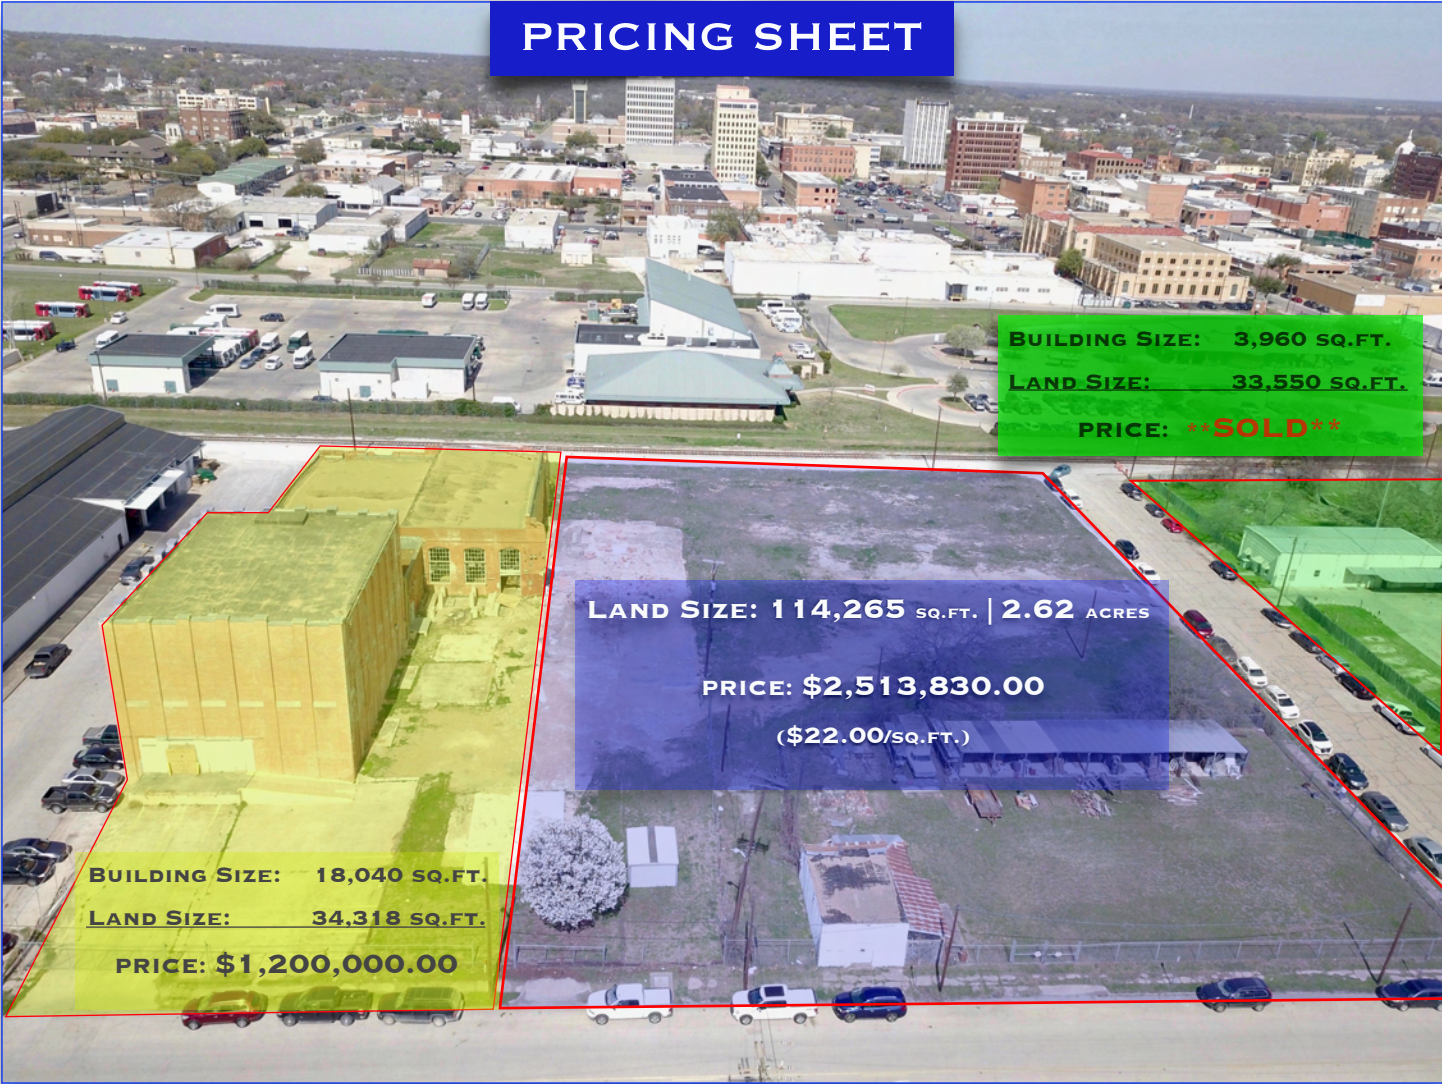 PRICING SHEET
BUILDING SIZE: 3,960 SQ.FT.
LAND SIZE: 33,550 SQ.FT.
PRICE: **SOLD**
LAND SIZE: 114,265 SQ.FT. | 2.62 ACRES
PRICE: $2,513,830.00
($22.00/SQ.FT.)
BUILDING SIZE: 18,040 SQ.FT.
LAND SIZE: 34,318 SQ.FT.
PRICE: $1,200,000.00